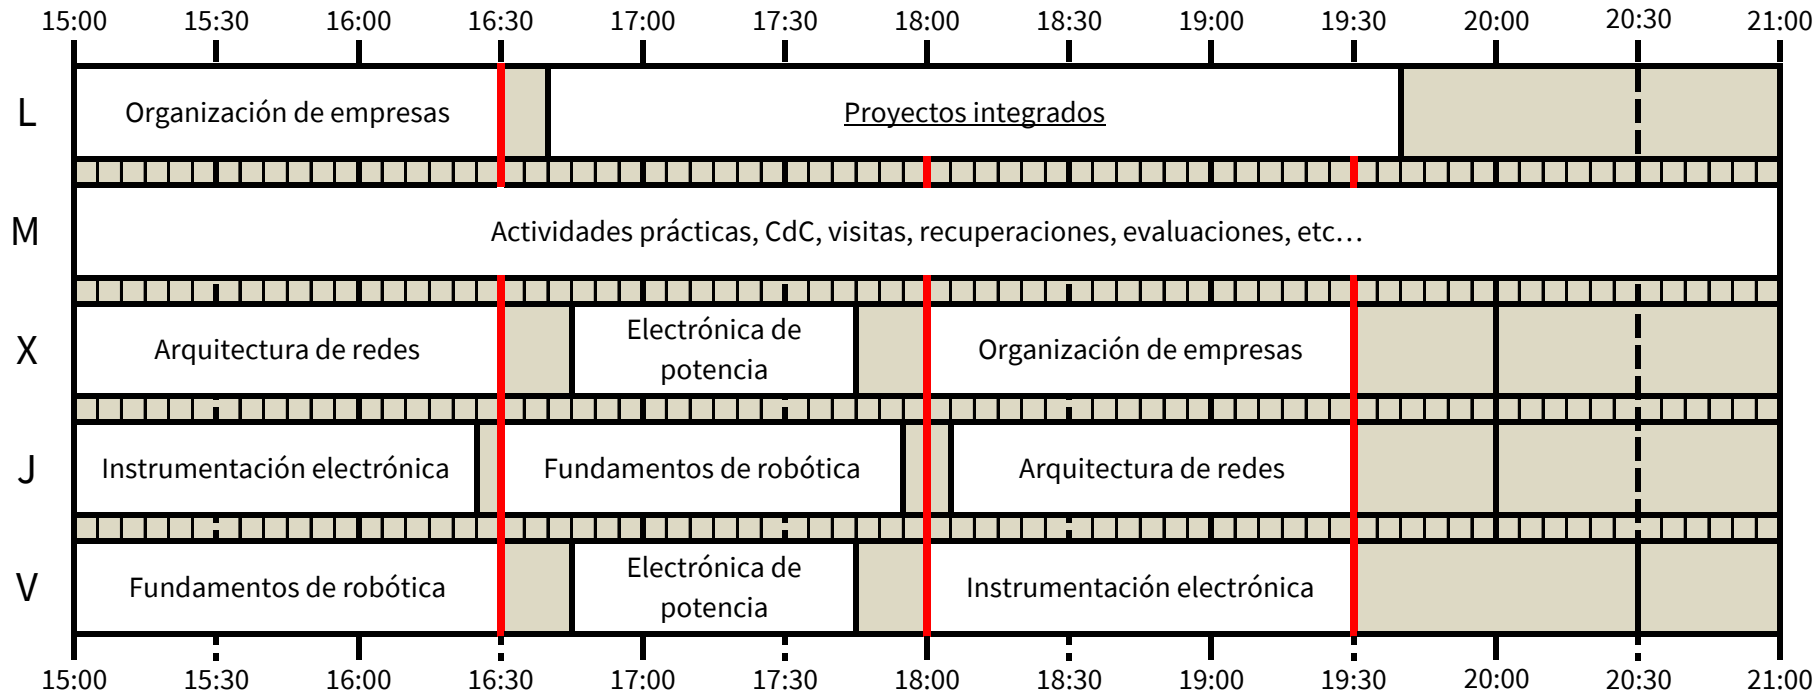 15:00 15:30 16:00 16:30 17:00 17:30 18:00 18:30 19:00 19:30 20:00 20:30 21:00
L Organización de empresas Proyectos integrados
M Actividades prácticas, CdC, visitas, recuperaciones, evaluaciones, etc…
X Arquitectura de redes Electrónica de potencia Organización de empresas
J Instrumentación electrónica Fundamentos de robótica Arquitectura de redes
V Fundamentos de robótica Electrónica de potencia Instrumentación electrónica
15:00 15:30 16:00 16:30 17:00 17:30 18:00 18:30 19:00 19:30 20:00 20:30 21:00